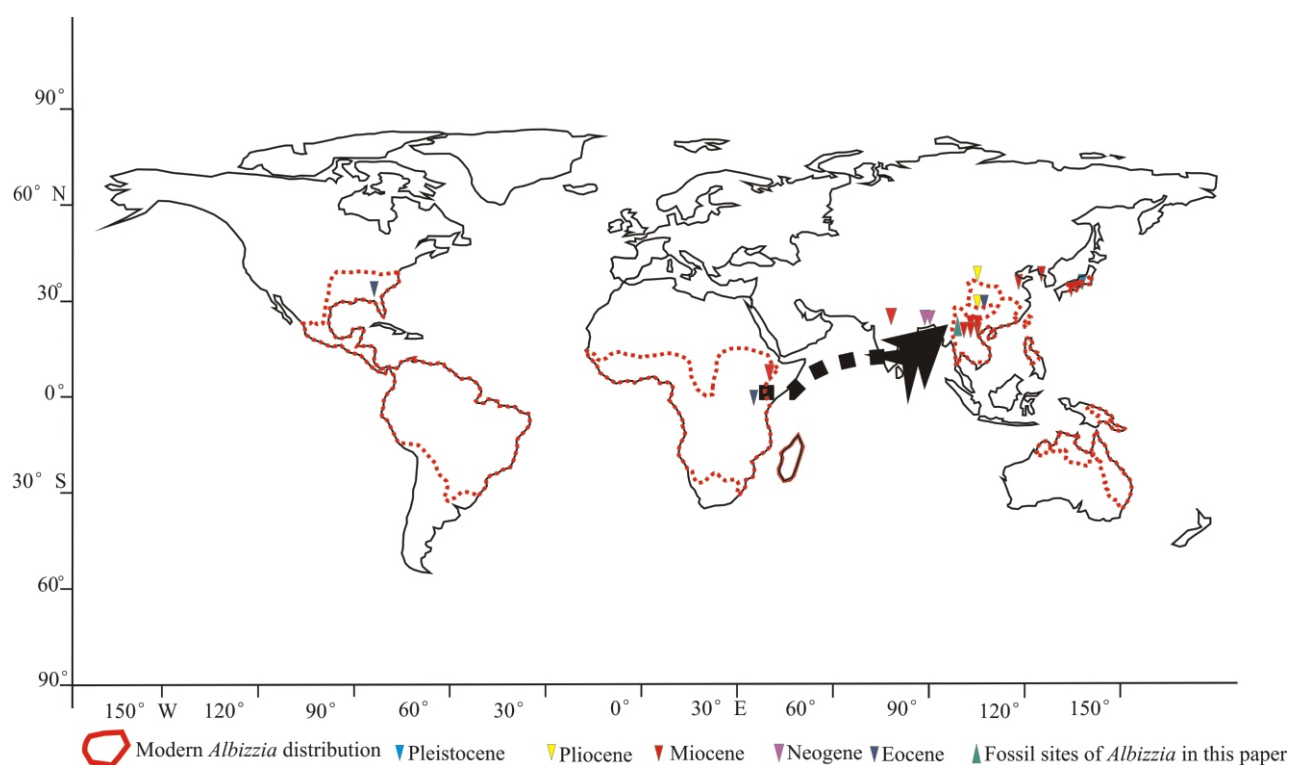 90°
60° N
30°
0°
30° S
60°
90°
150° W 120° 90° 60° 30° 0° 30° E 60° 90° 120° 150°
Modern Albizzia distribution Pleistocene Pliocene Miocene Neogene Eocene Fossil sites of Albizzia in this paper